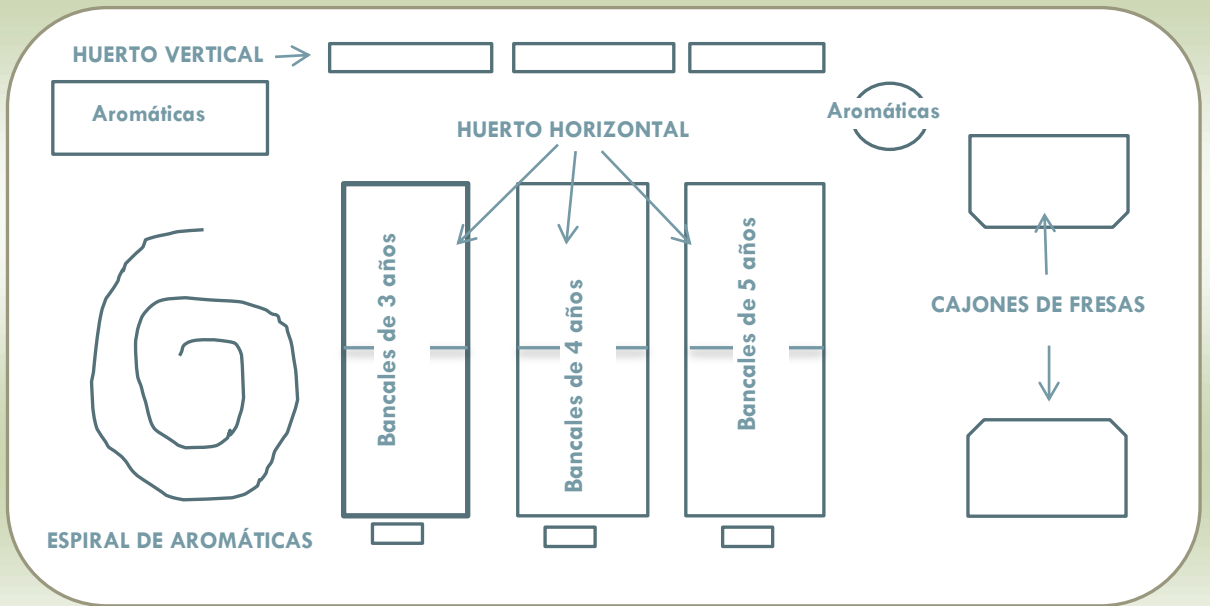 HUERTO VERTICAL
Aromáticas
Aromáticas
HUERTO HORIZONTAL
Bancales de 3 años
Bancales de 4 años
Bancales de 5 años
CAJONES DE FRESAS
ESPIRAL DE AROMÁTICAS